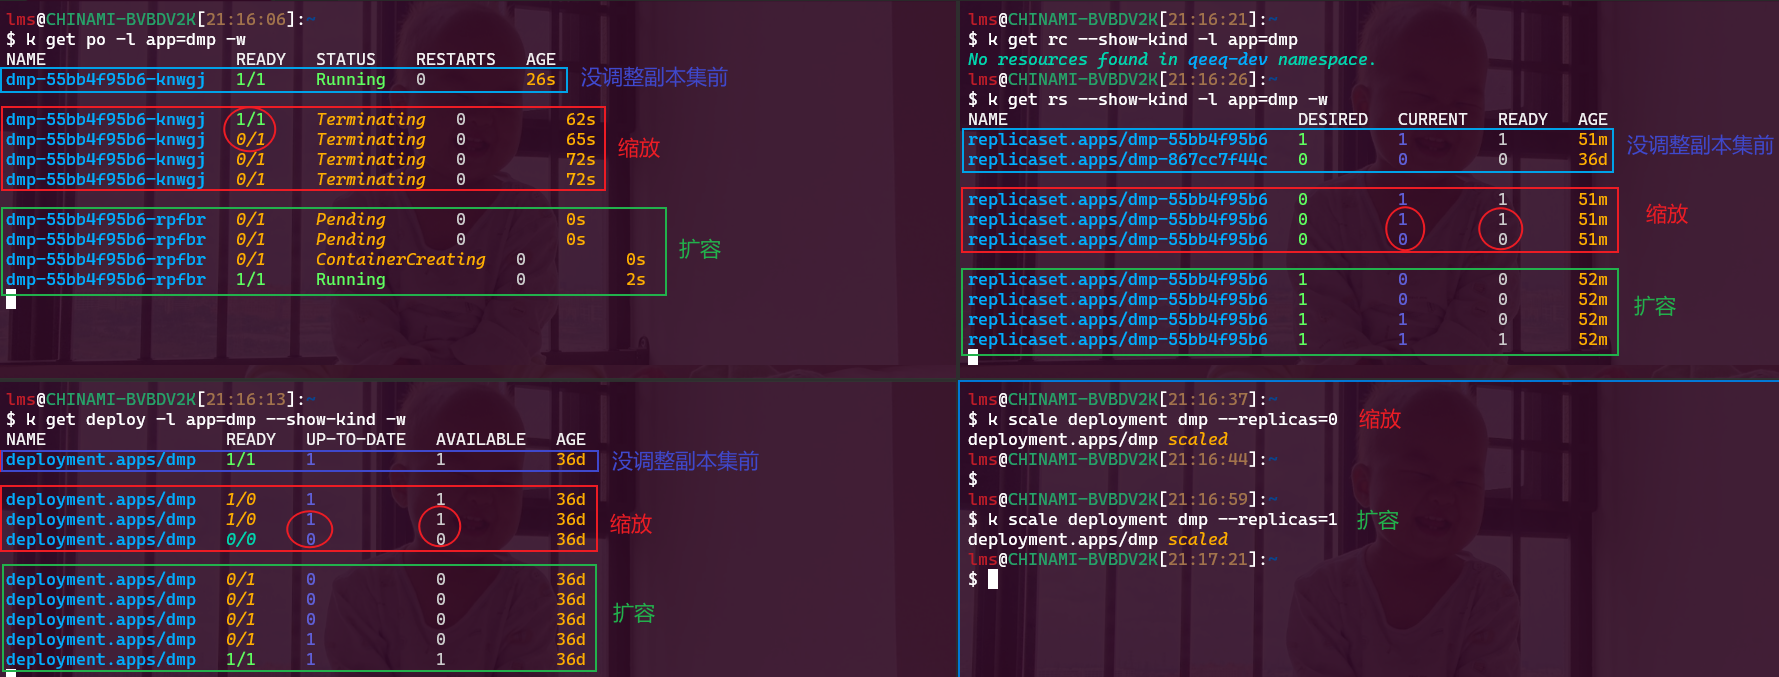 lms@CHINAMI-BVBDV2K[21:16:06]:~
$ k get po -l app=dmp -w
NAME READY STATUS RESTARTS AGE
dmp-55bb4f95b6-knwgj 1/1 Running 0 26s 没调整副本集前
dmp-55bb4f95b6-knwgj 1/1 Terminating 0 62s
dmp-55bb4f95b6-knwgj 0/1 Terminating 0 65s
缩放
dmp-55bb4f95b6-knwgj 0/1 Terminating 0 72s
dmp-55bb4f95b6-knwgj 0/1 Terminating 0 72s
dmp-55bb4f95b6-rpfbr 0/1 Pending 0 0s
dmp-55bb4f95b6-rpfbr 0/1 Pending 0 0s
扩容
dmp-55bb4f95b6-rpfbr 0/1 ContainerCreating 0 0s
dmp-55bb4f95b6-rpfbr 1/1 Running 0 2s
lms@CHINAMI-BVBDV2K[21:16:21]:~
$ k get rc --show-kind -l app=dmp
No resources found in qeeq-dev namespace.
lms@CHINAMI-BVBDV2K[21:16:26]:~
$ k get rs --show-kind -l app=dmp -w
NAME DESIRED CURRENT READY AGE
replicaset.apps/dmp-55bb4f95b6 1 1 1 51m
没调整副本集前
replicaset.apps/dmp-867cc7f44c 0 0 0 36d
replicaset.apps/dmp-55bb4f95b6 0 1 1 51m
replicaset.apps/dmp-55bb4f95b6 0 1 1 51m
缩放
replicaset.apps/dmp-55bb4f95b6 0 0 0 51m
replicaset.apps/dmp-55bb4f95b6 1 0 0 52m
replicaset.apps/dmp-55bb4f95b6 1 0 0 52m
扩容
replicaset.apps/dmp-55bb4f95b6 1 1 0 52m
replicaset.apps/dmp-55bb4f95b6 1 1 1 52m
lms@CHINAMI-BVBDV2K[21:16:13]:~
$ k get deploy -l app=dmp --show-kind -w
NAME READY UP-TO-DATE AVAILABLE AGE
deployment.apps/dmp 1/1 1 1 36d 没调整副本集前
deployment.apps/dmp 1/0 1 1 36d
deployment.apps/dmp 1/0 1 1 36d 缩放
deployment.apps/dmp 0/0 0 0 36d
deployment.apps/dmp 0/1 0 0 36d
deployment.apps/dmp 0/1 0 0 36d
deployment.apps/dmp 0/1 0 0 36d 扩容
deployment.apps/dmp 0/1 1 0 36d
deployment.apps/dmp 1/1 1 1 36d
lms@CHINAMI-BVBDV2K[21:16:37]:~
$ k scale deployment dmp --replicas=0 缩放
deployment.apps/dmp scaled
lms@CHINAMI-BVBDV2K[21:16:44]:~
$
lms@CHINAMI-BVBDV2K[21:16:59]:~
$ k scale deployment dmp --replicas=1 扩容
deployment.apps/dmp scaled
lms@CHINAMI-BVBDV2K[21:17:21]:~
$